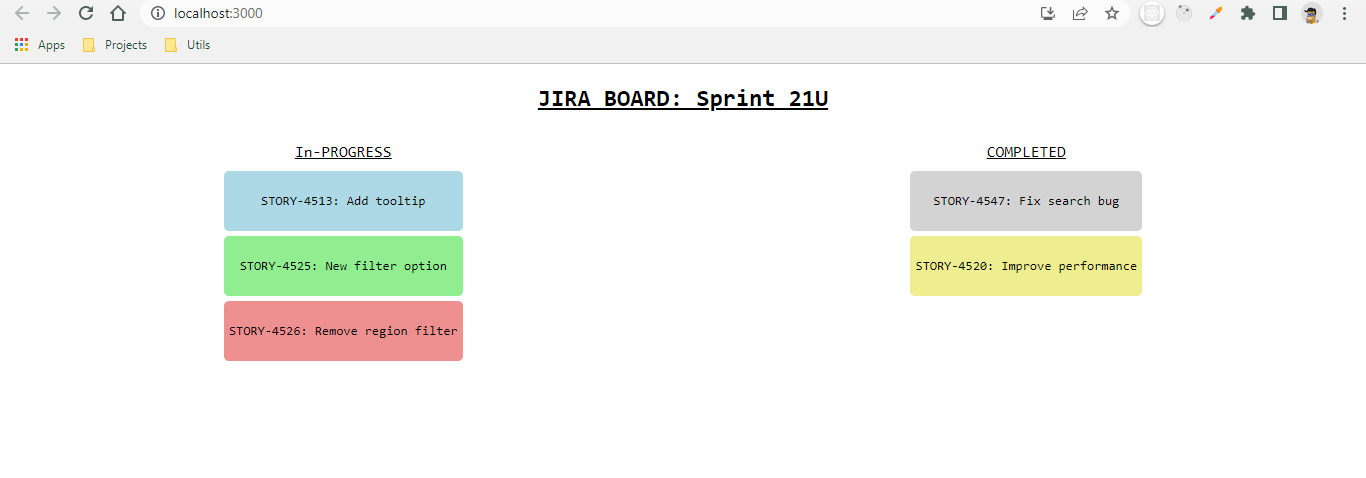 localhost:3000
Apps Projects Utils
JIRA BOARD: Sprint 21U
In-PROGRESS
STORY-4513: Add tooltip
STORY-4525: New filter option
STORY-4526: Remove region filter
COMPLETED
STORY-4547: Fix search bug
STORY-4520: Improve performance